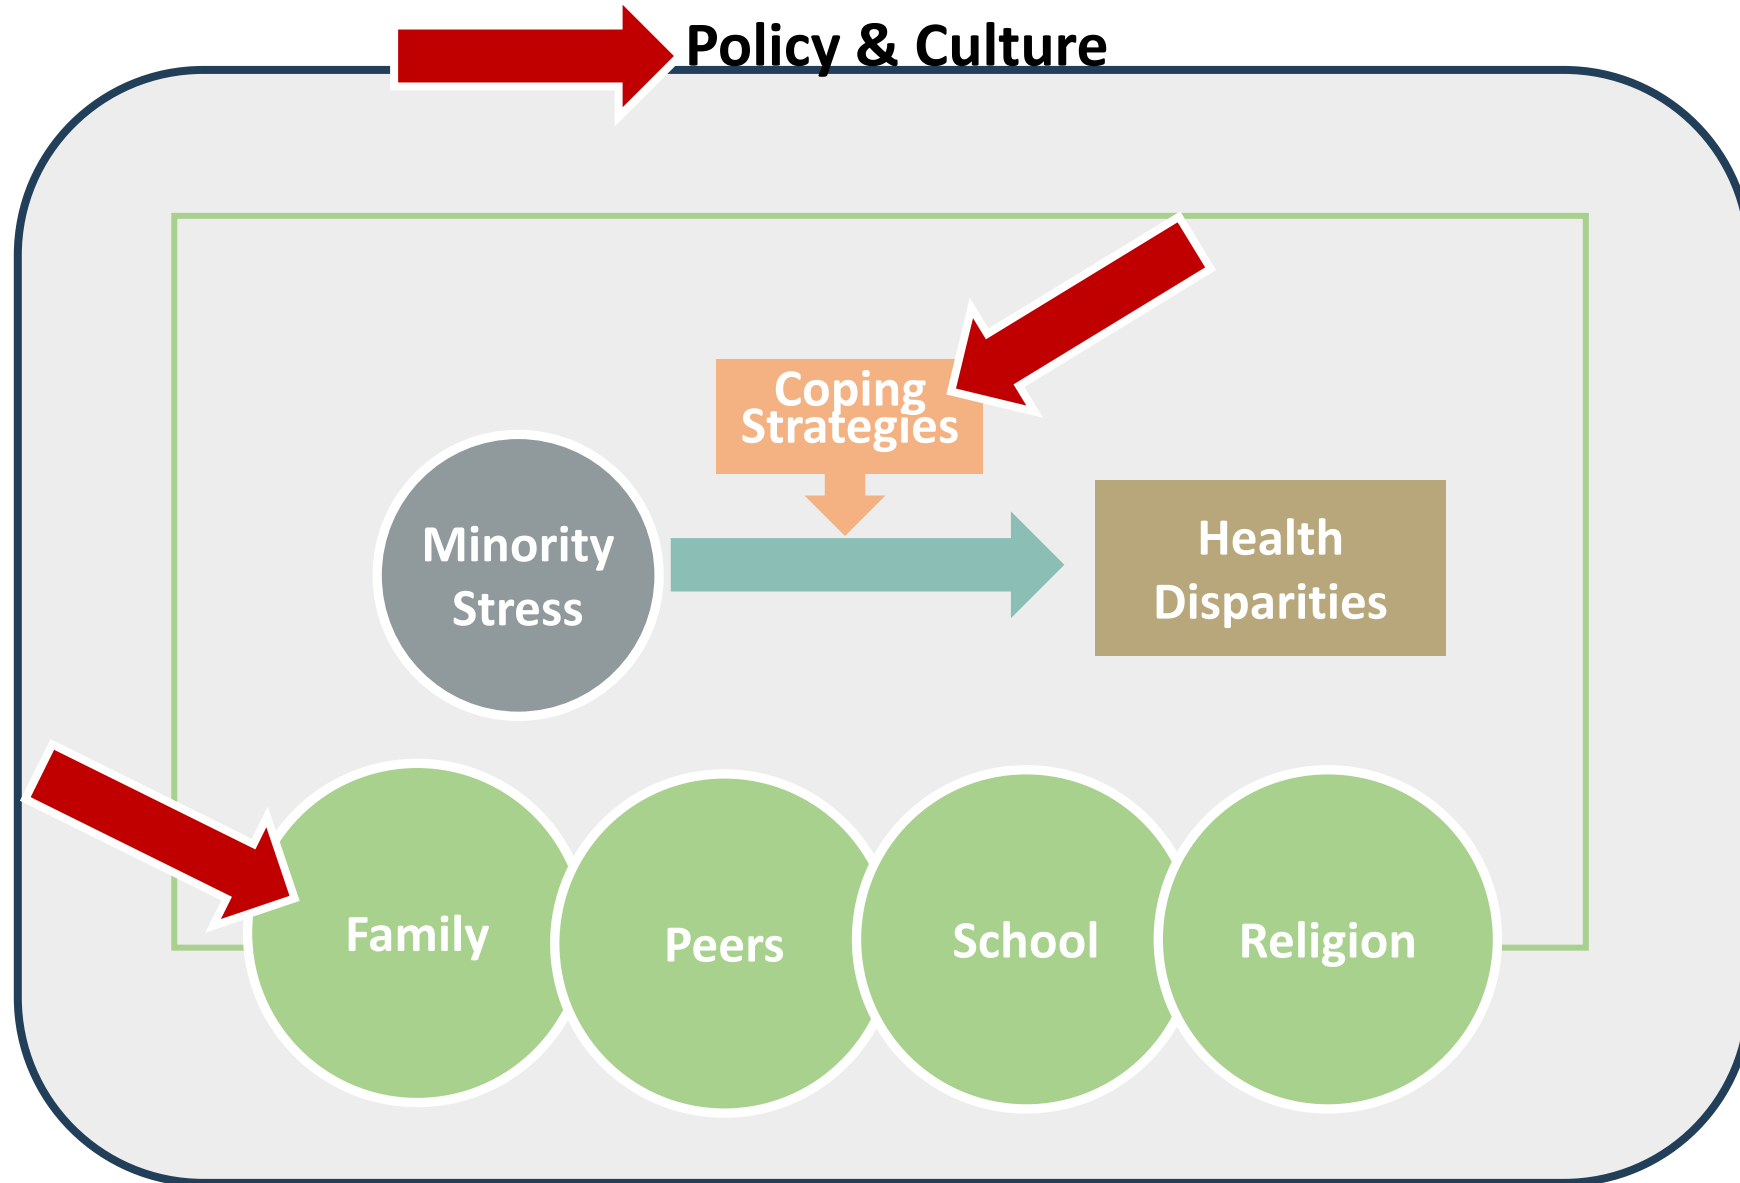 Policy & Culture
Coping
Strategies
Minority
Stress
Health
Disparities
Family
Peers
School
Religion